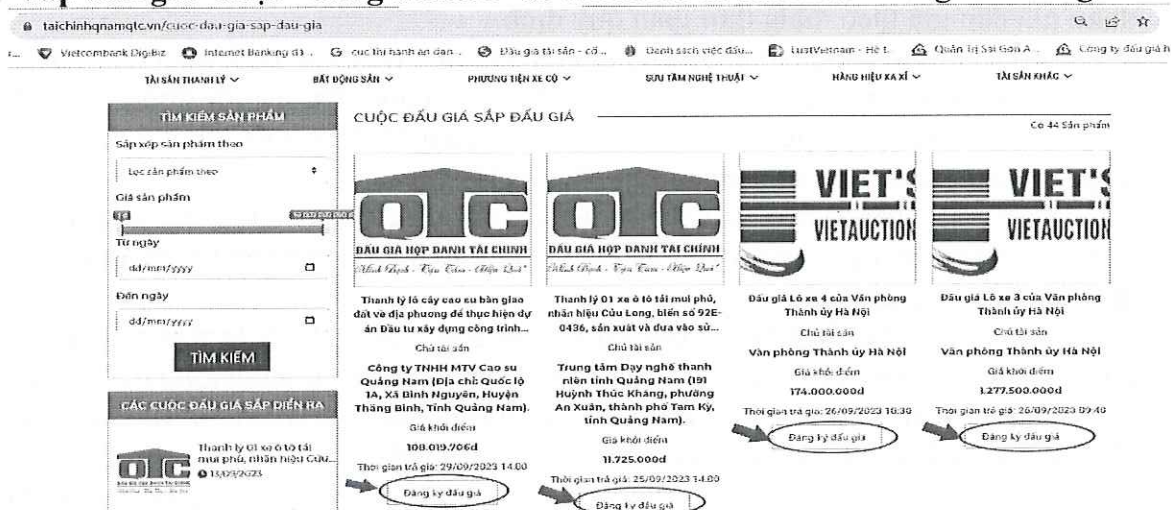 taichinhqnamqtc.vn/cuoc-dau-gia-sap-dau-gia
Vietcombank DigiBiz
Internet Banking
cục thi hành án dân ...
Đấu giá tài sản - cổ...
Danh sách việc đấu...
LuatVietnam - Hệ t...
Quản Trị Sài Gòn A...
Công ty đấu giá h
TÀI SẢN THANH LÝ
BẤT ĐỘNG SẢN
PHƯƠNG TIỆN XE CỘ
SƯU TẦM NGHỆ THUẬT
HÀNG HIỆU XA XỈ
TÀI SẢN KHÁC
TÌM KIẾM SẢN PHẨM
Sắp xếp sản phẩm theo
Lọc sản phẩm theo
Giá sản phẩm
Từ ngày
dd/mm/yyyy
Đến ngày
dd/mm/yyyy
TÌM KIẾM
CÁC CUỘC ĐẤU GIÁ SẮP DIỄN RA
QTC
Thanh lý 01 xe ô tô tải
mui phủ, nhãn hiệu Cửu...
13/09/2023
CUỘC ĐẤU GIÁ SẮP ĐẤU GIÁ
Có 44 Sản phẩm
QTC
ĐẤU GIÁ HỢP DANH TÀI CHÍNH
Thanh lý lô cây cao su bàn giao
đất về địa phương để thực hiện dự
án Đầu tư xây dựng công trình...
Chủ tài sản
Công ty TNHH MTV Cao su
Quảng Nam (Địa chỉ: Quốc lộ
1A, Xã Bình Nguyên, Huyện
Thăng Bình, Tỉnh Quảng Nam).
Giá khởi điểm
108.019.706đ
Thời gian trả giá: 29/09/2023 14:00
Đăng ký đấu giá
QTC
ĐẤU GIÁ HỢP DANH TÀI CHÍNH
Thanh lý 01 xe ô tô tải mui phủ,
nhãn hiệu Cửu Long, biển số 92E-
0436, sản xuất và đưa vào sử...
Chủ tài sản
Trung tâm Dạy nghề thanh
niên tỉnh Quảng Nam (191
Huỳnh Thúc Kháng, phường
An Xuân, thành phố Tam Kỳ,
tỉnh Quảng Nam).
Giá khởi điểm
11.725.000đ
Thời gian trả giá: 25/09/2023 14:00
Đăng ký đấu giá
VIET'S
VIETAUCTION
Đấu giá Lô xe 4 của Văn phòng
Thành ủy Hà Nội
Chủ tài sản
Văn phòng Thành ủy Hà Nội
Giá khởi điểm
174.000.000đ
Thời gian trả giá: 26/09/2023 10:30
Đăng ký đấu giá
VIET'S
VIETAUCTION
Đấu giá Lô xe 3 của Văn phòng
Thành ủy Hà Nội
Chủ tài sản
Văn phòng Thành ủy Hà Nội
Giá khởi điểm
1.277.500.000đ
Thời gian trả giá: 26/09/2023 09:40
Đăng ký đấu giá